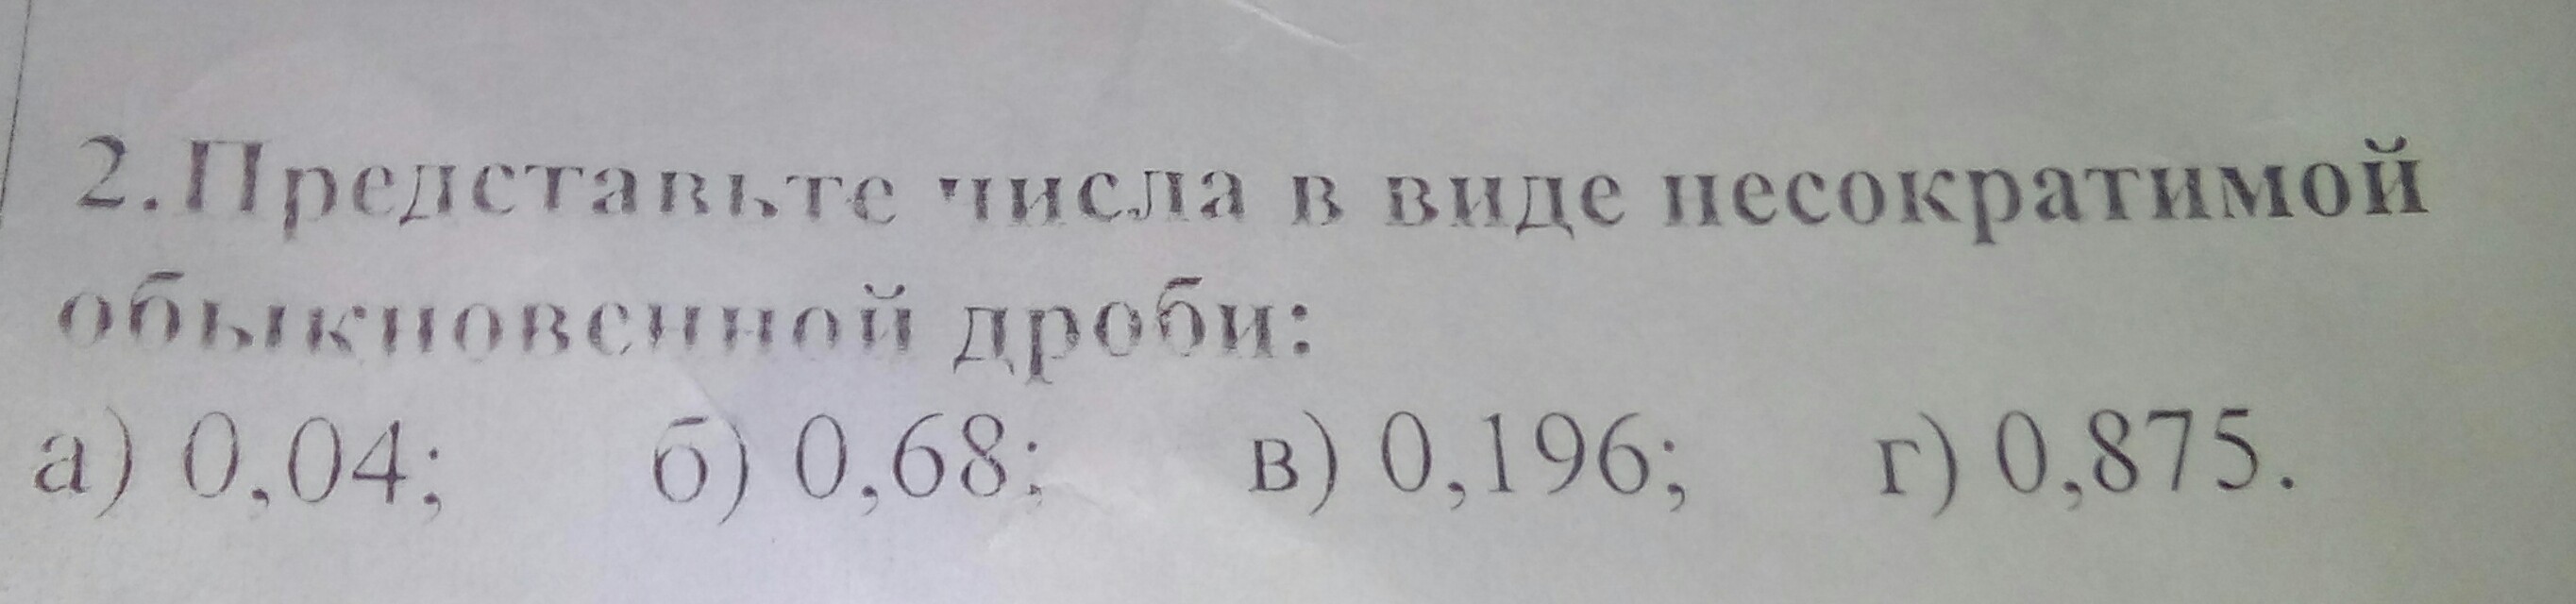 2.Представьте числа в виде несократимой
обыкновенной дроби:
а) 0,04; б) 0,68; в) 0,196; г) 0,875.